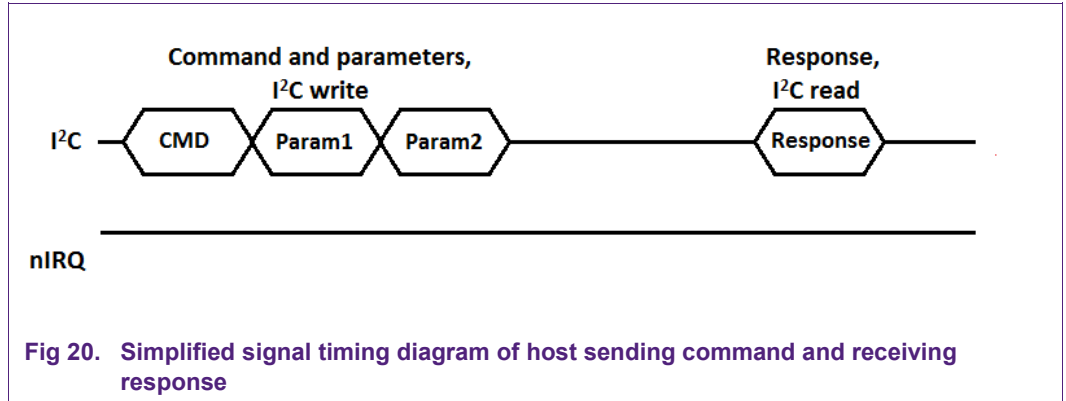 Command and parameters,
I²C write
Response,
I²C read
I²C
CMD
Param1
Param2
Response
nIRQ
Fig 20. Simplified signal timing diagram of host sending command and receiving
response